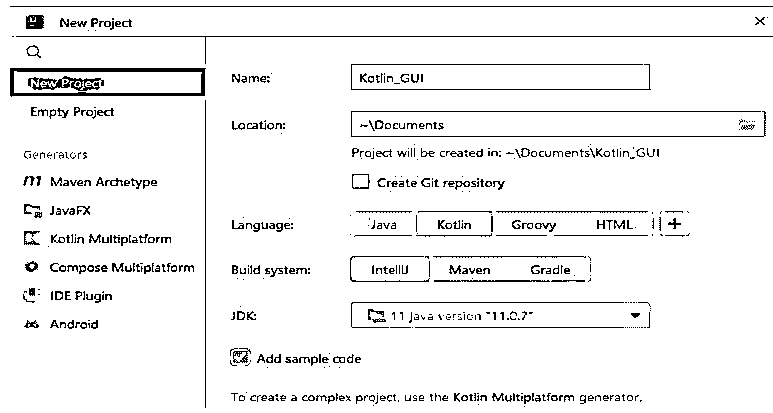 New Project
New Project
Empty Project
Generators
Maven Archetype
JavaFX
Kotlin Multiplatform
Compose Multiplatform
IDE Plugin
Android
Name: Kotlin_GUI
Location: ~\Documents
Project will be created in: ~\Documents\Kotlin_GUI
Create Git repository
Language: Java Kotlin Groovy HTML +
Build system: IntelliJ Maven Gradle
JDK: 11 Java version "11.0.7"
Add sample code
To create a complex project, use the Kotlin Multiplatform generator.